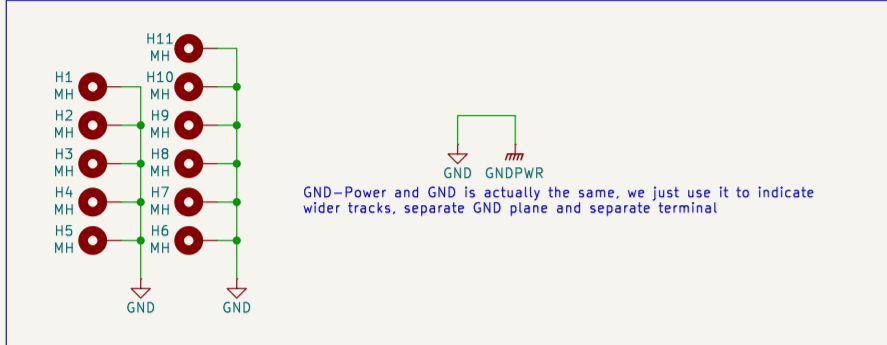 H11
MH
H1
MH
H10
MH
H2
MH
H9
MH
H3
MH
H8
MH
H4
MH
H7
MH
H5
MH
H6
MH
GND
GND
GND
GNDPWR
GND-Power and GND is actually the same, we just use it to indicate
wider tracks, separate GND plane and separate terminal